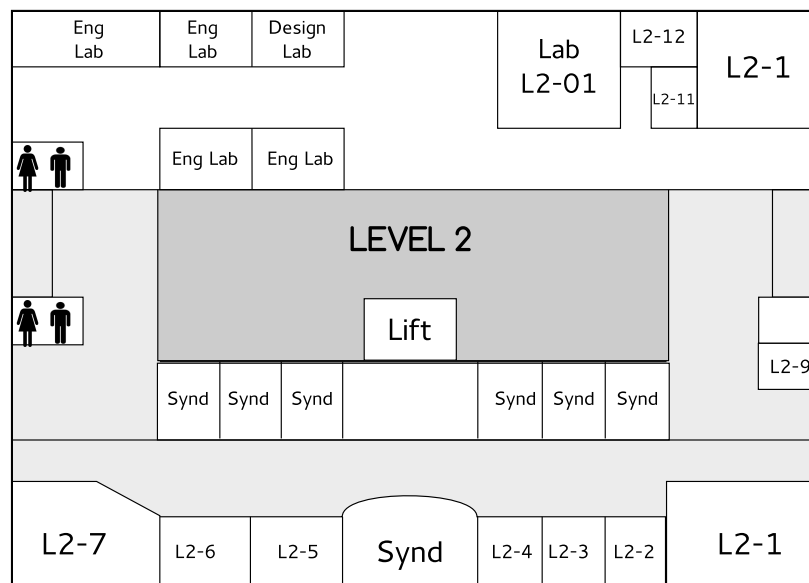 Eng
Lab
Eng
Lab
Design
Lab
Lab
L2-01
L2-12
L2-1
L2-11
Eng Lab
Eng Lab
LEVEL 2
Lift
L2-9
Synd
Synd
Synd
Synd
Synd
Synd
L2-7
L2-6
L2-5
Synd
L2-4
L2-3
L2-2
L2-1